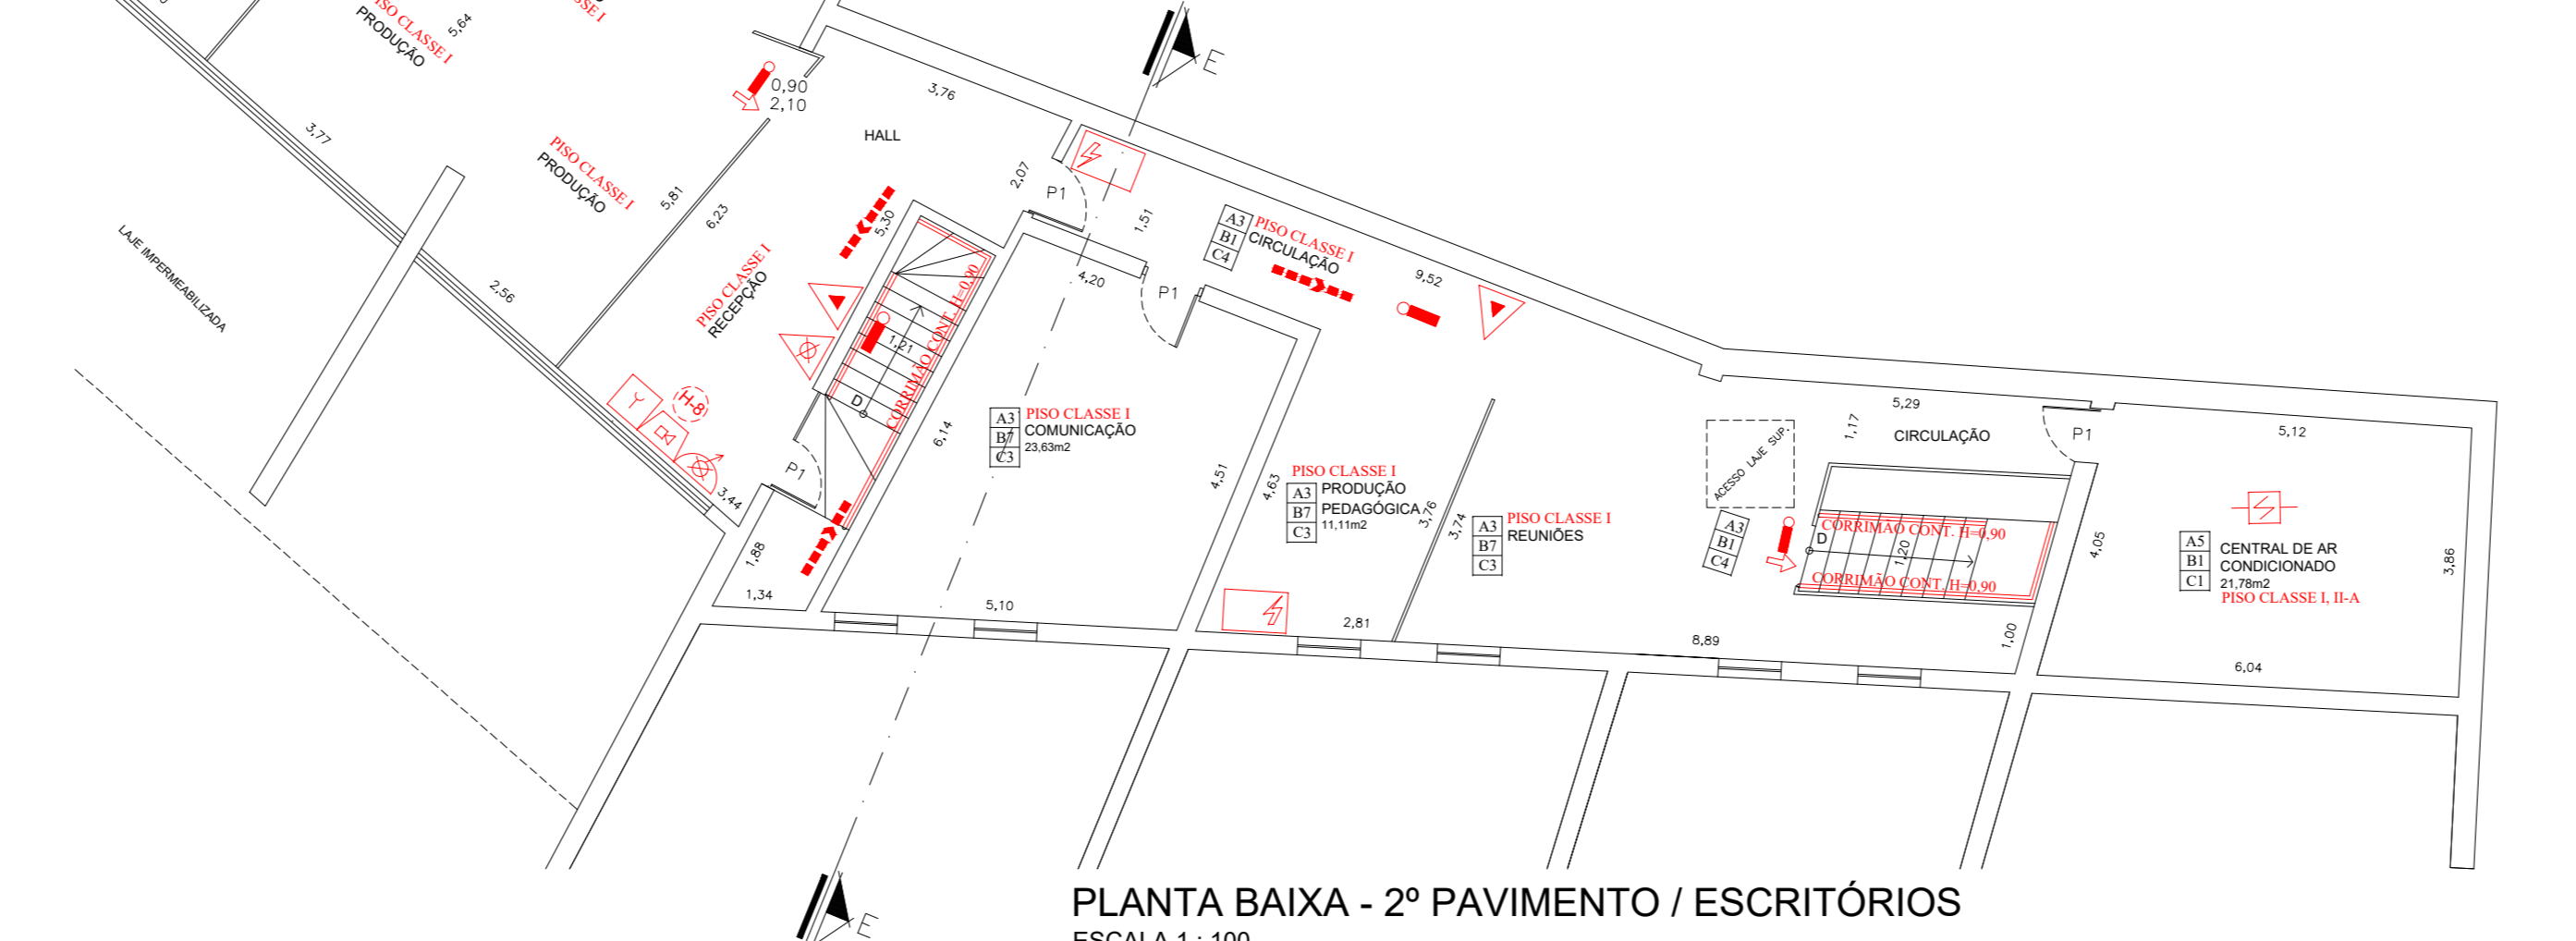 PISO CLASSE I
PRODUÇÃO
5,64
3,77
PISO CLASSE I
PRODUÇÃO
5,81
6,23
2,56
LAJE IMPERMEABILIZADA
0,90
2,10
HALL
3,76
2,07
P1
5,30
PISO CLASSE I
RECEPÇÃO
H-8
3,44
P1
1,88
1,34
1,21
D
CORRIMÃO CONT. H=0,90
E
1,51
4,20
P1
A3
B1
C4
PISO CLASSE I
CIRCULAÇÃO
9,52
A3
B7
C3
PISO CLASSE I
COMUNICAÇÃO
23,63m2
6,14
4,51
5,10
4,63
PISO CLASSE I
A3
B7
C3
PRODUÇÃO
PEDAGÓGICA
11,11m2
3,76
2,81
3,74
A3
B7
C3
PISO CLASSE I
REUNIÕES
8,89
ACESSO LAJE SUP.
A3
B1
C4
1,17
5,29
CIRCULAÇÃO
P1
CORRIMÃO CONT. H=0,90
D
1,20
CORRIMÃO CONT. H=0,90
1,00
4,05
5,12
A5
B1
C1
CENTRAL DE AR
CONDICIONADO
21,78m2
PISO CLASSE I, II-A
3,86
6,04
E
PLANTA BAIXA - 2º PAVIMENTO / ESCRITÓRIOS
ESCALA 1 : 100